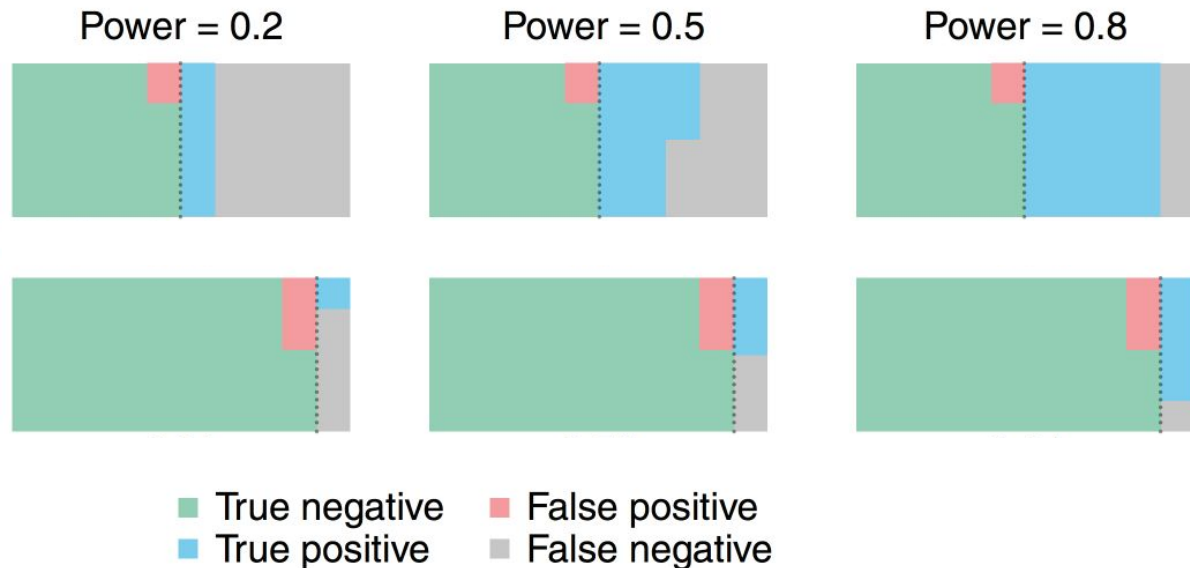 Power = 0.2
Power = 0.5
Power = 0.8
True negative
False positive
True positive
False negative